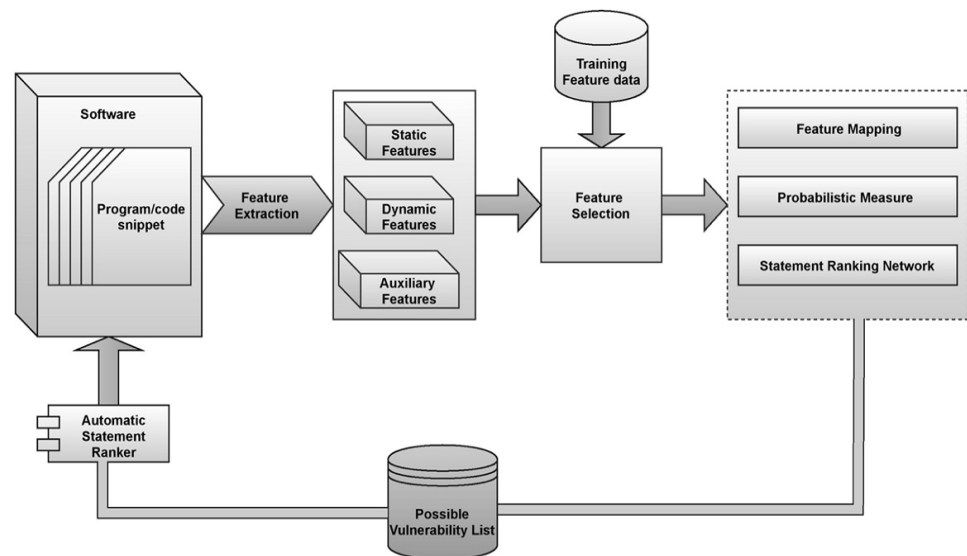 Software
Program/code
snippet
Feature
Extraction
Static
Features
Dynamic
Features
Auxiliary
Features
Training
Feature data
Feature
Selection
Feature Mapping
Probabilistic Measure
Statement Ranking Network
Automatic
Statement
Ranker
Possible
Vulnerability List